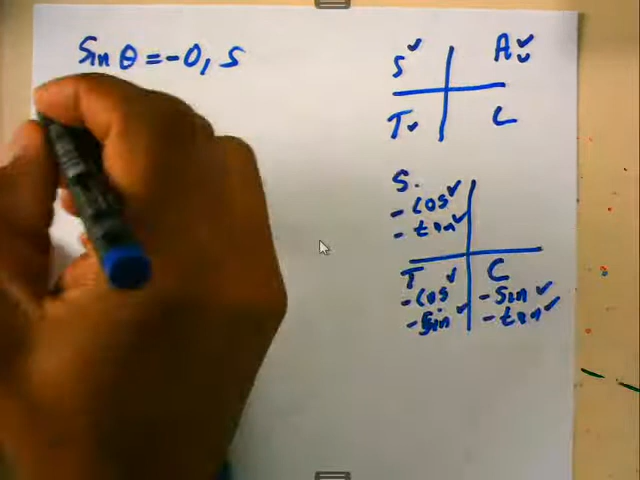 Sin θ = -0,5
S A
T C
S.
- cos
- tan
T C
- cos - Sin
- Sin - tan